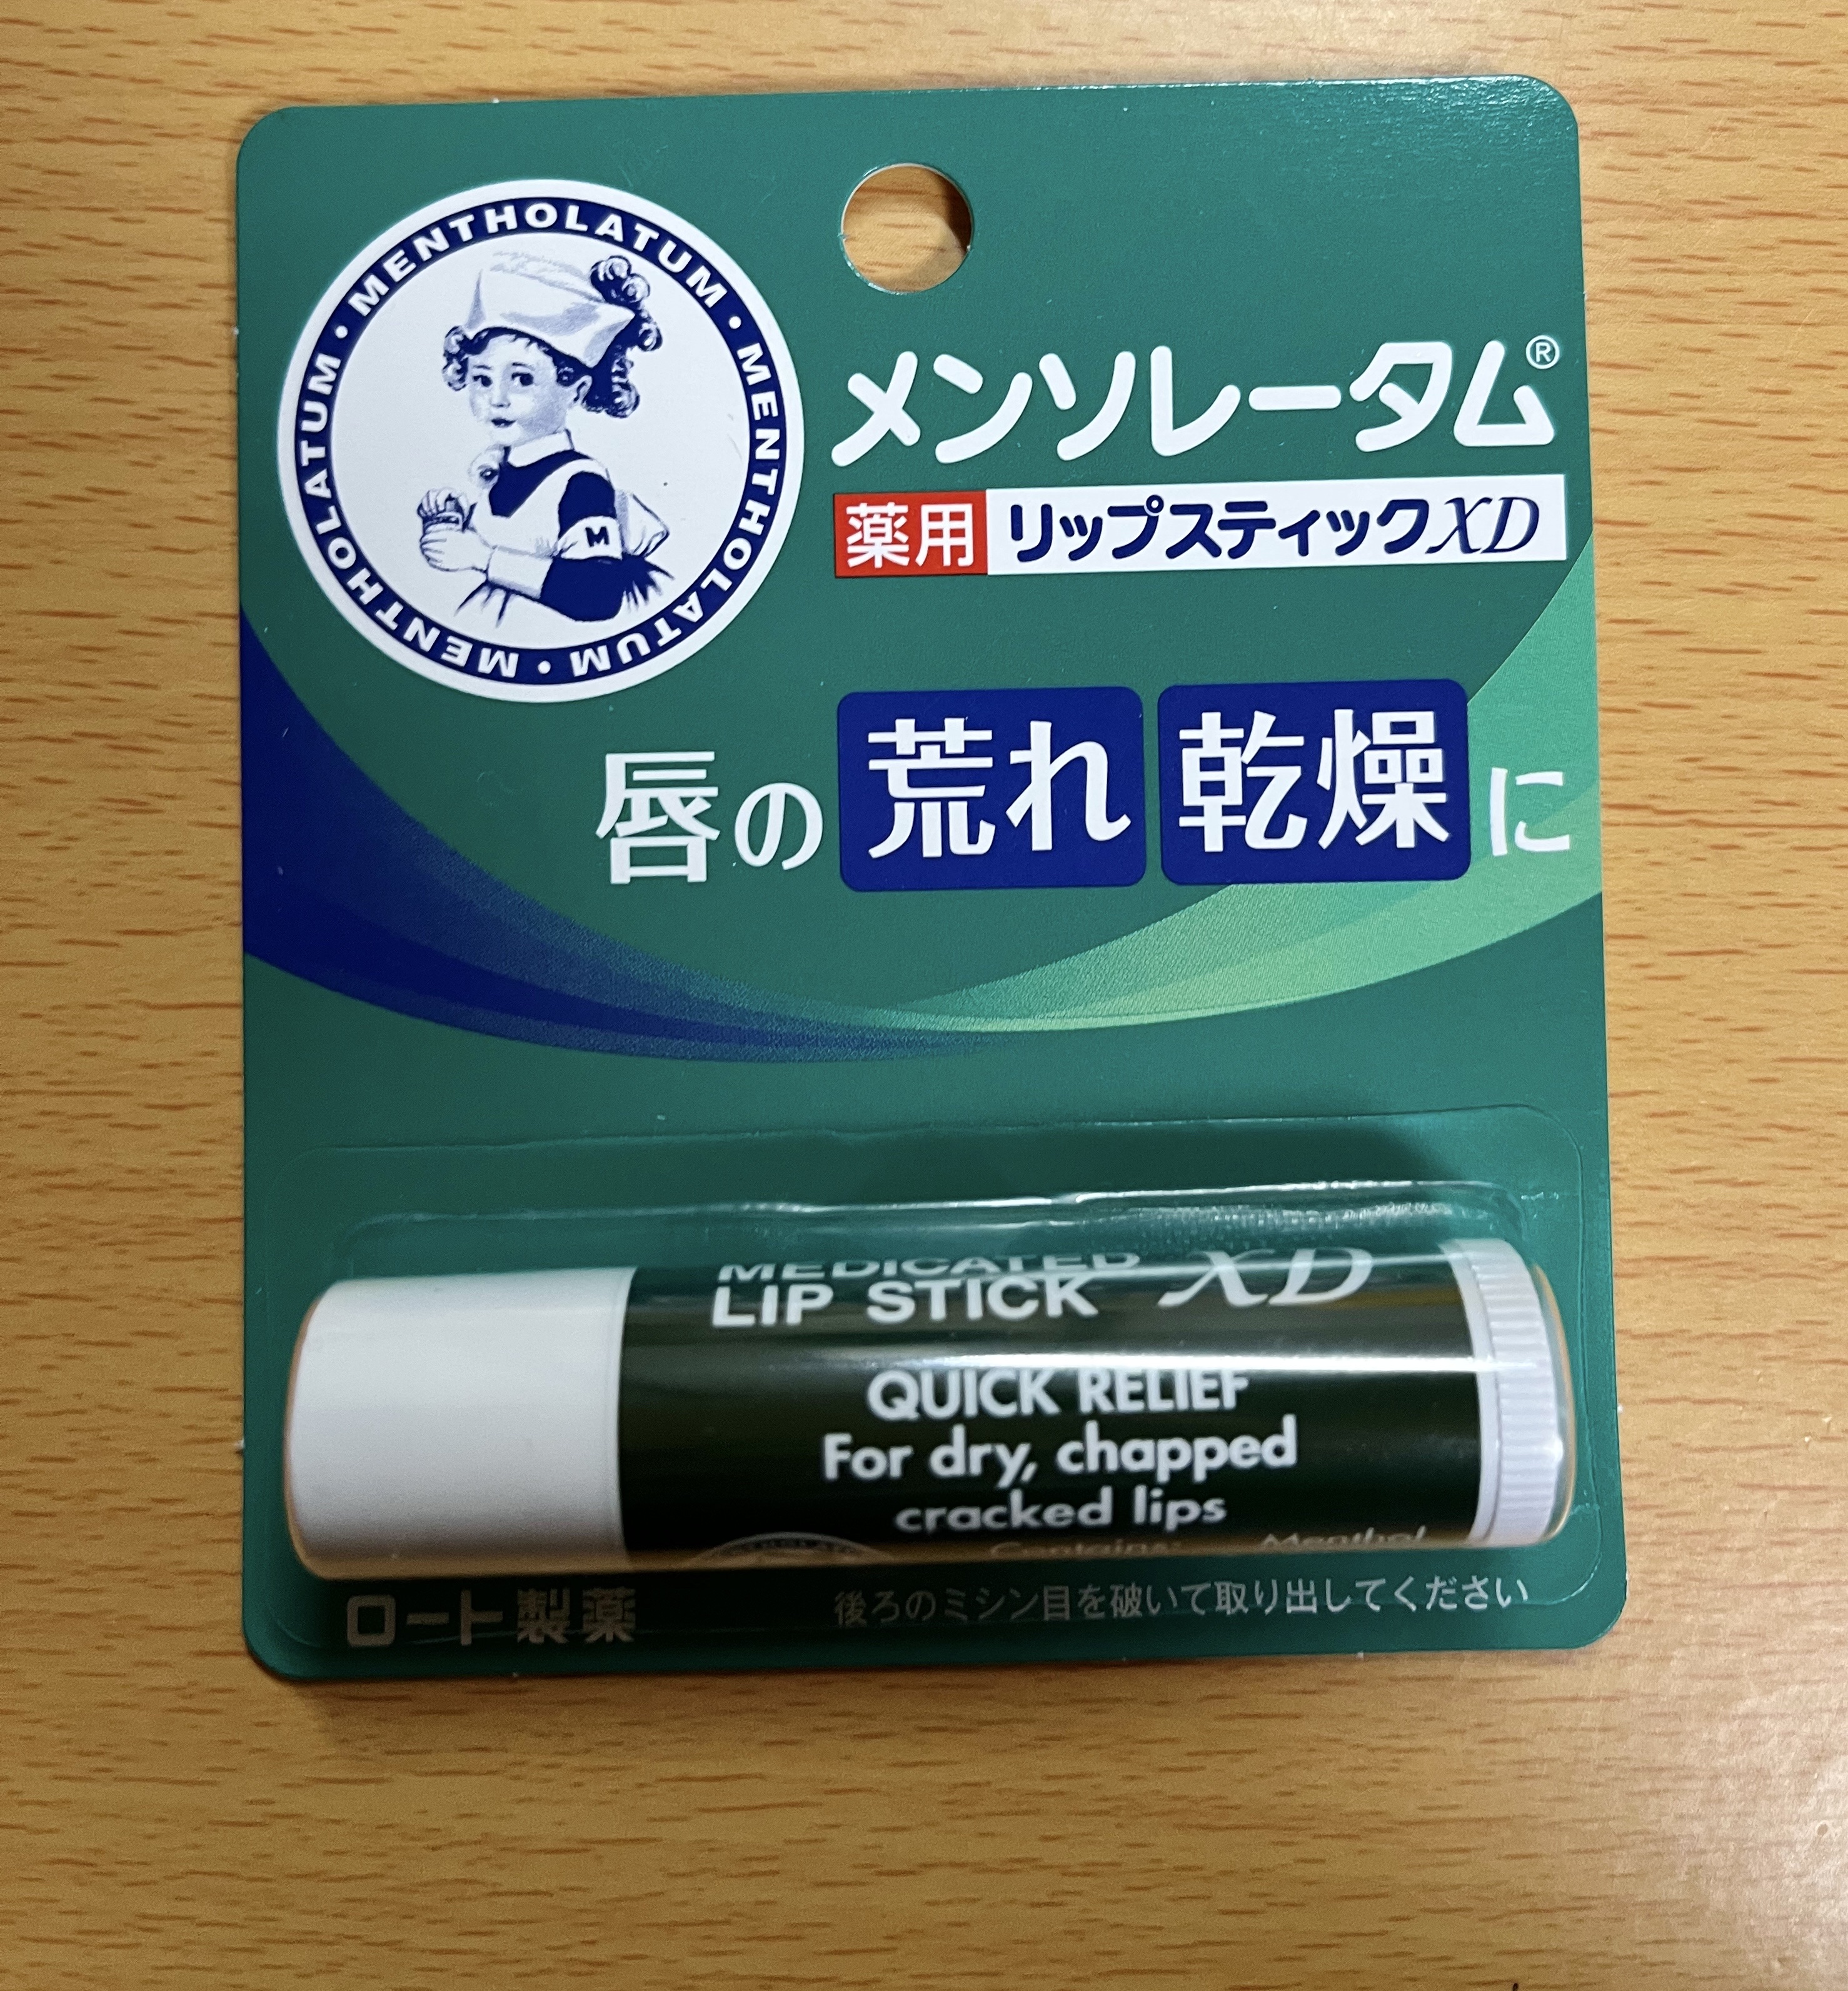 MENTHOLATUM・MENTHOLATUM・MENTHOLATUM・
M
メンソレータム®
薬用 リップスティックXD
唇の 荒れ 乾燥 に
MEDICATED
LIP STICK XD
QUICK RELIEF
For dry, chapped
cracked lips
Contains: Menthol
ロート製薬
後ろのミシン目を破いて取り出してください